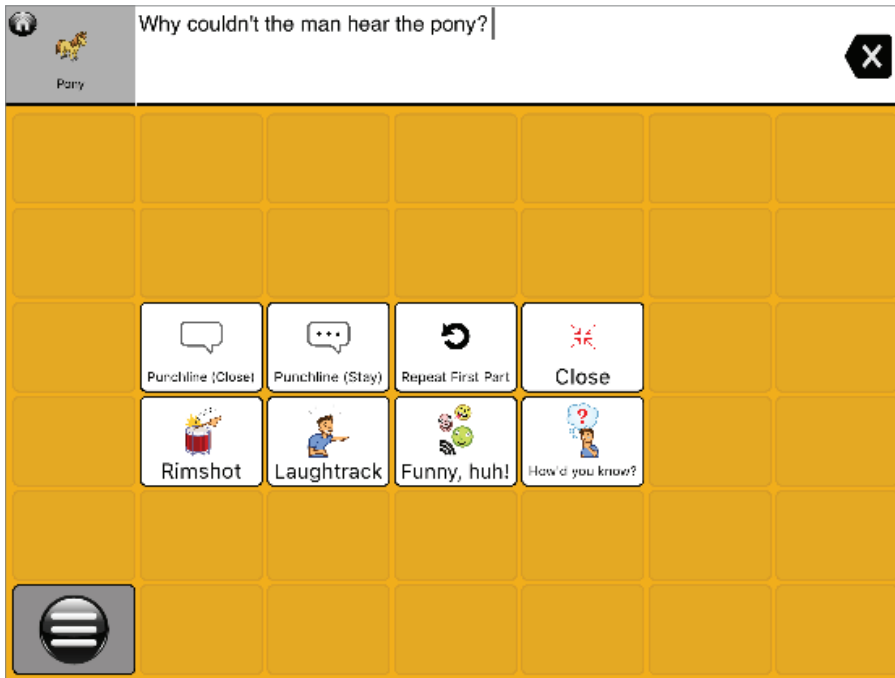 Why couldn't the man hear the pony?
Pony
Punchline (Close)
Punchline (Stay)
Repeat First Part
Close
Rimshot
Laughtrack
Funny, huh!
How'd you know?